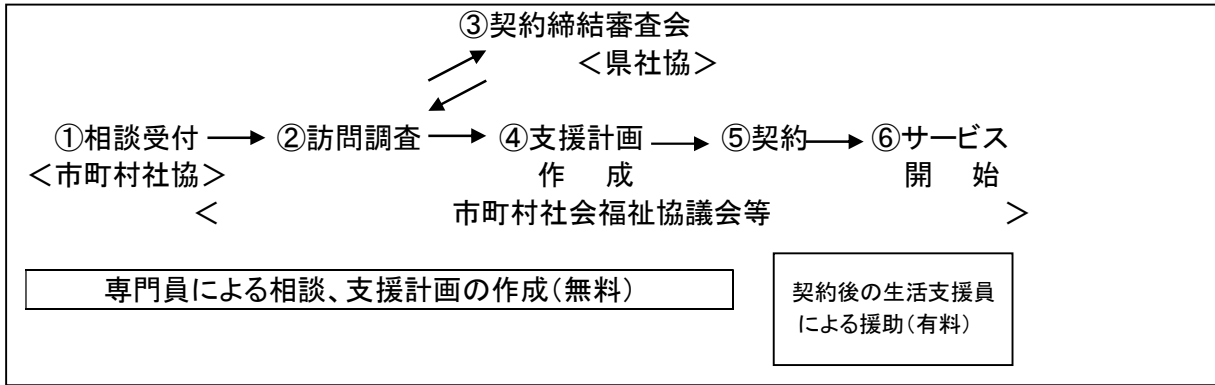 ③契約締結審査会
＜県社協＞
①相談受付 → ②訪問調査 → ④支援計画 → ⑤契約 → ⑥サービス
＜市町村社協＞ 作 成 開 始
＜ 市町村社会福祉協議会等 ＞
専門員による相談、支援計画の作成（無料）
契約後の生活支援員
による援助（有料）